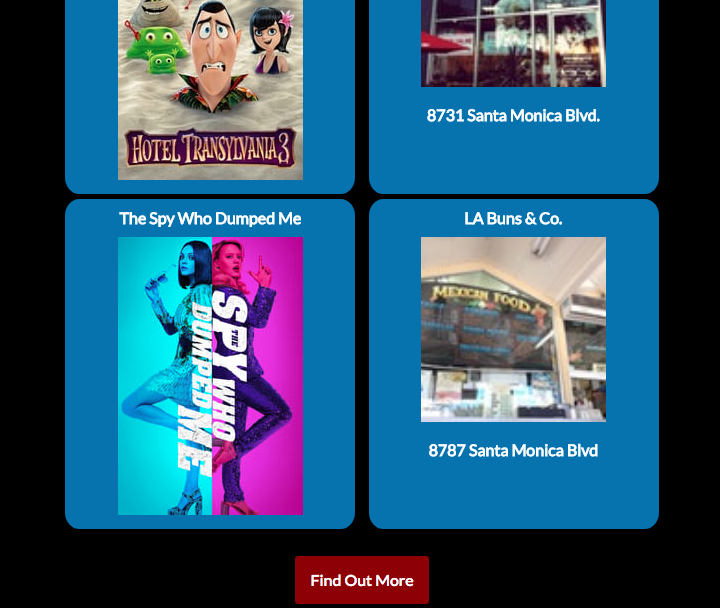 HOTEL TRANSYLVANIA 3
8731 Santa Monica Blvd.
The Spy Who Dumped Me
LA Buns & Co.
THE
SPY WHO
DUMPED ME
MEXICAN FOOD
8787 Santa Monica Blvd
Find Out More